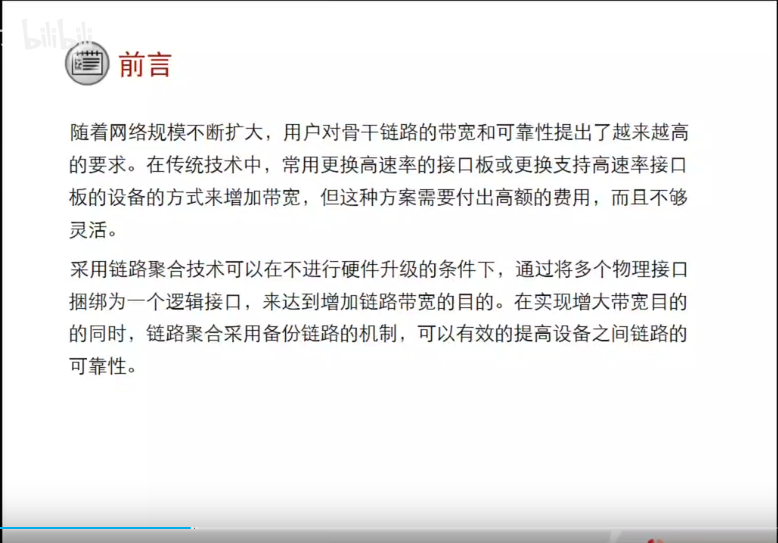 bilibili
前言
随着网络规模不断扩大，用户对骨干链路的带宽和可靠性提出了越来越高
的要求。在传统技术中，常用更换高速率的接口板或更换支持高速率接口
板的设备的方式来增加带宽，但这种方案需要付出高额的费用，而且不够
灵活。
采用链路聚合技术可以在不进行硬件升级的条件下，通过将多个物理接口
捆绑为一个逻辑接口，来达到增加链路带宽的目的。在实现增大带宽目的
的同时，链路聚合采用备份链路的机制，可以有效的提高设备之间链路的
可靠性。